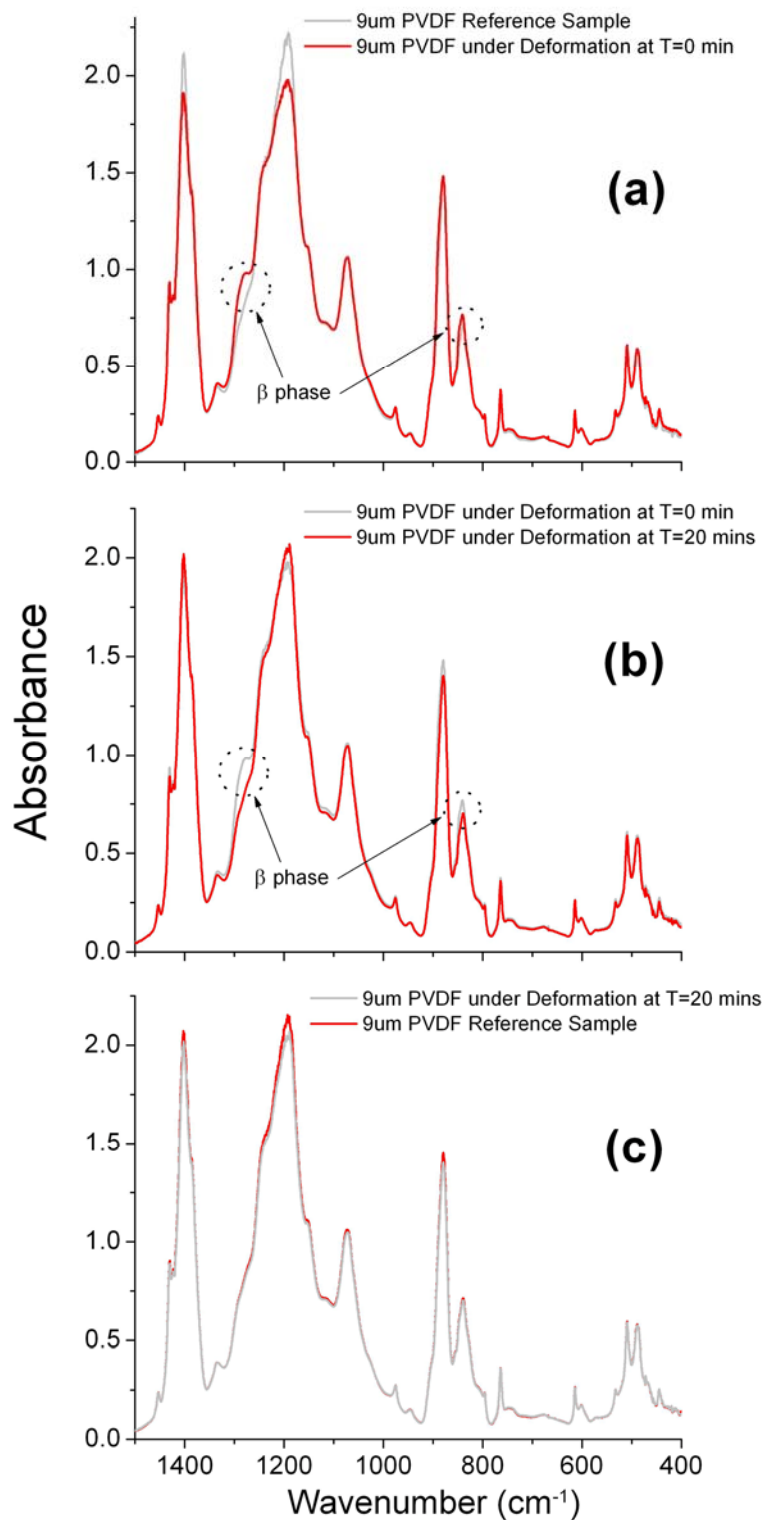 9um PVDF Reference Sample
9um PVDF under Deformation at T=0 min
2.0
(a)
1.5
1.0
0.5
β phase
0.0
9um PVDF under Deformation at T=0 min
9um PVDF under Deformation at T=20 mins
2.0
(b)
1.5
1.0
0.5
β phase
0.0
Absorbance
9um PVDF under Deformation at T=20 mins
9um PVDF Reference Sample
2.0
(c)
1.5
1.0
0.5
0.0
1400 1200 1000 800 600 400
Wavenumber (cm⁻¹)